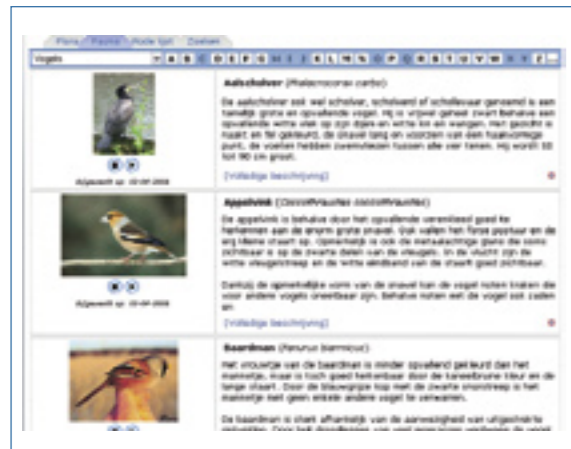 Flora Fauna Rode lijst Zoeken
Vogels A B C D E F G H I J K L M N O P Q R S T U V W X Y Z ...
Aalscholver (Phalacrocorax carbo)
De aalscholver ook wel scholver, scholverd of schollevaar genoemd is een
tamelijk grote en opvallende vogel. Hij is vrijwel geheel zwart behalve een
opvallende witte vlek op zijn dijen en witte kin en wangen. Het gezicht is
naakt en fel gekleurd, de snavel lang en voorzien van een haakvormige
punt, de voeten hebben zwemvliezen tussen alle vier tenen. Hij wordt 80
tot 90 cm groot.
[Volledige beschrijving]
Bijgewerkt op:
Appelvink (Coccothraustes coccothraustes)
De appelvink is behalve door het opvallende verenkleed goed te
herkennen aan de enorm grote snavel. Ook vallen het forse postuur en de
erg kleine staart op. Opmerkelijk is ook de metaalachtige glans die soms
zichtbaar is op de zwarte delen van de vleugels. In de vlucht zijn de
witte vleugelstreep en de witte eindband van de staart goed zichtbaar.
Dankzij de opmerkelijke vorm van de snavel kan de vogel noten kraken die
voor andere vogels oneetbaar zijn. Behalve noten eet de vogel ook zaden
en
[Volledige beschrijving]
Bijgewerkt op:
Baardman (Panurus biarmicus)
Het vrouwtje van de baardman is minder opvallend gekleurd dan het
mannetje, maar is toch goed herkenbaar door de kaneelbruine kleur en de
lange staart. Door de blauwgrijze kop met de zwarte snorstreep is het
mannetje met geen enkele andere vogel te verwarren.
De baardman is sterk afhankelijk van de aanwezigheid van uitgestrekte